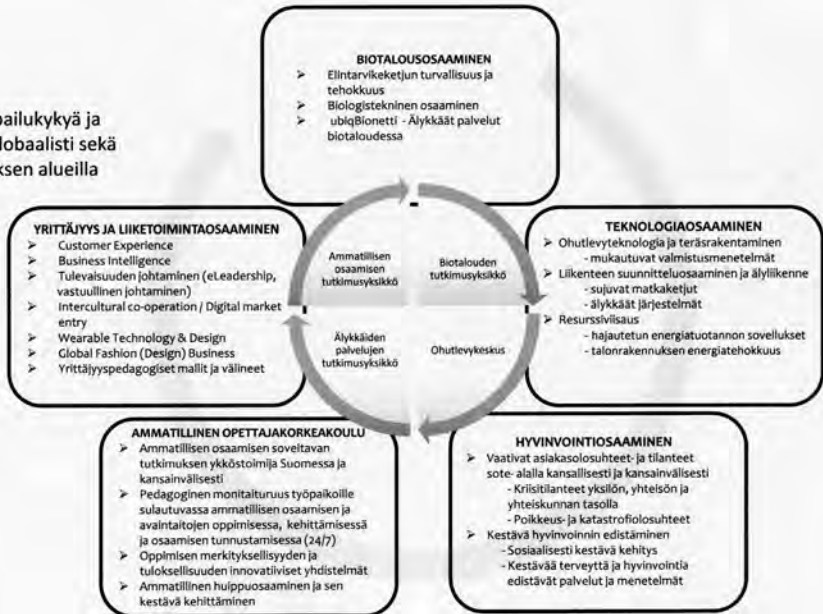 BIOTALOUSOSAAMINEN
➢ Elintarvikeketjun turvallisuus ja
tehokkuus
➢ Biologistekninen osaaminen
➢ ubiqBionetti - Älykkäät palvelut
biotaloudessa
pailukykyä ja
lobaalisti sekä
ksen alueilla
YRITTÄJYYS JA LIIKETOIMINTAOSAAMINEN
➢ Customer Experience
➢ Business Intelligence
➢ Tulevaisuuden johtaminen (eLeadership,
vastuullinen johtaminen)
➢ Intercultural co-operation / Digital market
entry
➢ Wearable Technology & Design
➢ Global Fashion (Design) Business
➢ Yrittäjyyspedagogiset mallit ja välineet
Ammatillisen
osaamisen
tutkimusyksikkö
Biotalouden
tutkimusyksikkö
Älykkäiden
palvelujen
tutkimusyksikkö
Ohutlevykeskus
TEKNOLOGIAOSAAMINEN
➢ Ohutlevyteknologia ja teräsrakentaminen
- mukautuvat valmistusmenetelmät
➢ Liikenteen suunnitteluosaaminen ja älyliikenne
- sujuvat matkaketjut
- älykkäät järjestelmät
➢ Resurssiviisaus
- hajautetun energiatuotannon sovellukset
- talonrakennuksen energiatehokkuus
AMMATILLINEN OPETTAJAKORKEAKOULU
➢ Ammatillisen osaamisen soveltavan
tutkimuksen ykköstoimija Suomessa ja
kansainvälisesti
➢ Pedagoginen monitaituruus työpaikoille
sulautuvassa ammatillisen osaamisen ja
avaintaitojen oppimisessa, kehittämisessä
ja osaamisen tunnustamisessa (24/7)
➢ Oppimisen merkityksellisyyden ja
tuloksellisuuden innovatiiviset yhdistelmät
➢ Ammatillinen huippuosaaminen ja sen
kestävä kehittäminen
HYVINVOINTIOSAAMINEN
➢ Vaativat asiakasolosuhteet- ja tilanteet
sote- alalla kansallisesti ja kansainvälisesti
- Kriisitilanteet yksilön, yhteisön ja
yhteiskunnan tasolla
- Poikkeus- ja katastrofiolosuhteet
➢ Kestävä hyvinvoinnin edistäminen
- Sosiaalisesti kestävä kehitys
- Kestävää terveyttä ja hyvinvointia
edistävät palvelut ja menetelmät